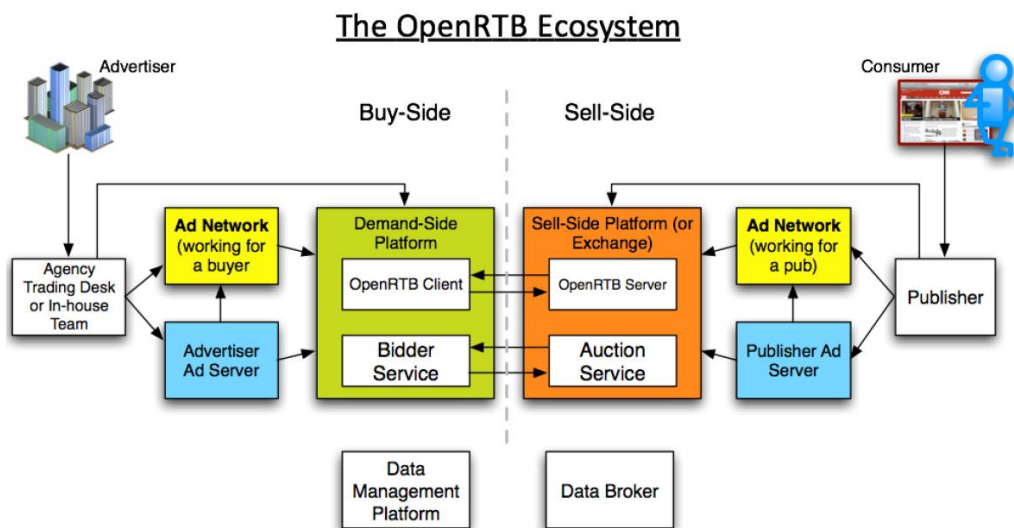 The OpenRTB Ecosystem
Advertiser
Consumer
CNN
Buy-Side
Sell-Side
Ad Network
(working for
a buyer
Demand-Side
Platform
Sell-Side Platform (or
Exchange)
Ad Network
(working for
a pub)
Agency
Trading Desk
or In-house
Team
OpenRTB Client
OpenRTB Server
Publisher
Advertiser
Ad Server
Bidder
Service
Auction
Service
Publisher Ad
Server
Data
Management
Platform
Data Broker